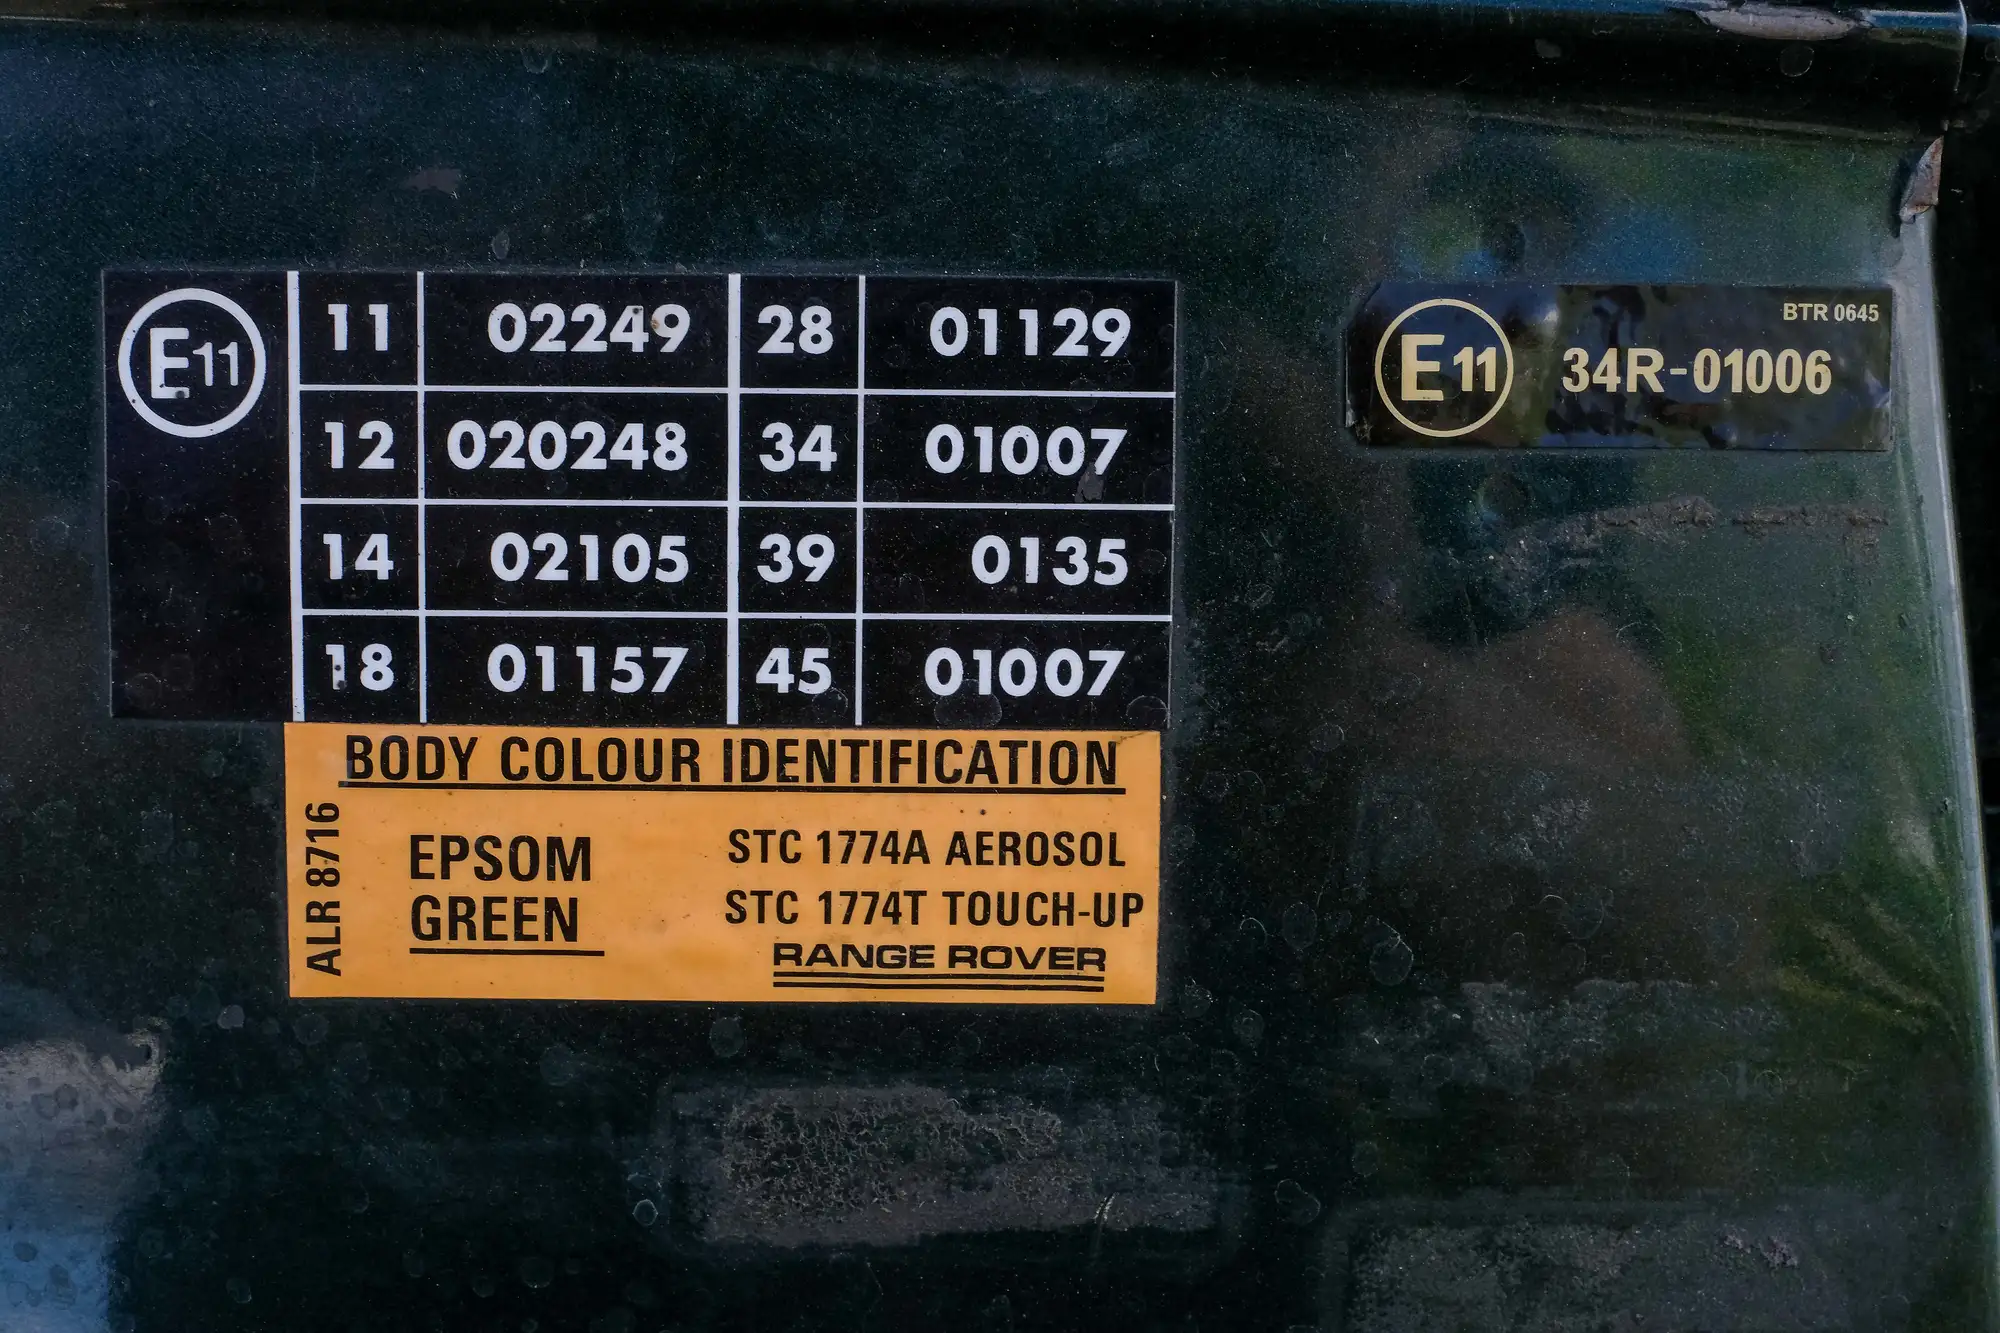 E11
11 02249 28 01129
12 020248 34 01007
14 02105 39 0135
18 01157 45 01007
BODY COLOUR IDENTIFICATION
ALR 8716
EPSOM
GREEN
STC 1774A AEROSOL
STC 1774T TOUCH-UP
RANGE ROVER
BTR 0645
E11 34R-01006